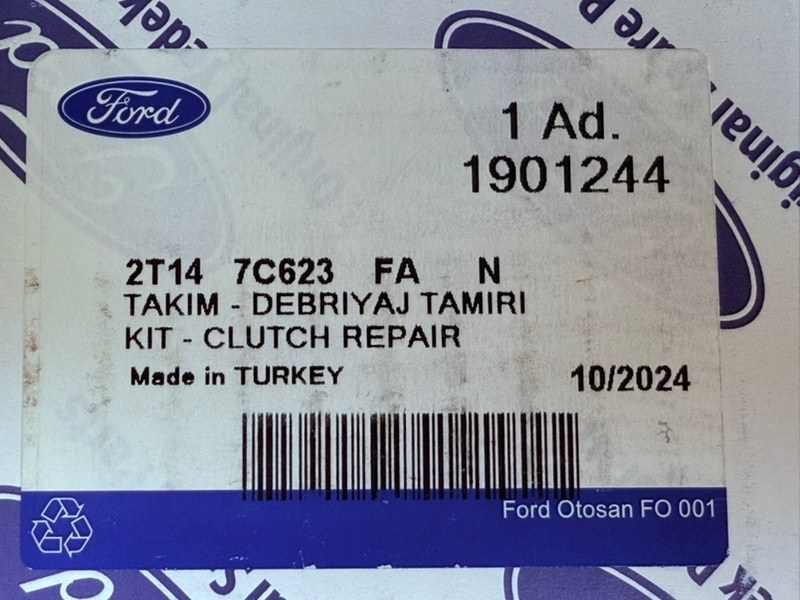 Ford
1 Ad.
1901244
2T14 7C623 FA N
TAKIM - DEBRIYAJ TAMIRI
KIT - CLUTCH REPAIR
Made in TURKEY
10/2024
Ford Otosan FO 001